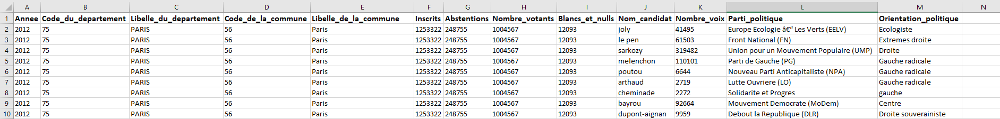 A B C D E F G H I J K L M N
1 Annee Code_du_departement Libelle_du_departement Code_de_la_commune Libelle_de_la_commune Inscrits Abstentions Nombre_votants Blancs_et_nulls Nom_candidat Nombre_voix Parti_politique Orientation_politique
2 2012 75 PARIS 56 Paris 1253322 248755 1004567 12093 joly 41495 Europe Ecologie â€“ Les Verts (EELV) Ecologiste
3 2012 75 PARIS 56 Paris 1253322 248755 1004567 12093 le pen 61503 Front National (FN) Extremes droite
4 2012 75 PARIS 56 Paris 1253322 248755 1004567 12093 sarkozy 319482 Union pour un Mouvement Populaire (UMP) Droite
5 2012 75 PARIS 56 Paris 1253322 248755 1004567 12093 melenchon 110101 Parti de Gauche (PG) Gauche radicale
6 2012 75 PARIS 56 Paris 1253322 248755 1004567 12093 poutou 6644 Nouveau Parti Anticapitaliste (NPA) Gauche radicale
7 2012 75 PARIS 56 Paris 1253322 248755 1004567 12093 arthaud 2719 Lutte Ouvriere (LO) Gauche radicale
8 2012 75 PARIS 56 Paris 1253322 248755 1004567 12093 cheminade 2272 Solidarite et Progres gauche
9 2012 75 PARIS 56 Paris 1253322 248755 1004567 12093 bayrou 92664 Mouvement Democrate (MoDem) Centre
10 2012 75 PARIS 56 Paris 1253322 248755 1004567 12093 dupont-aignan 9959 Debout la Republique (DLR) Droite souverainiste